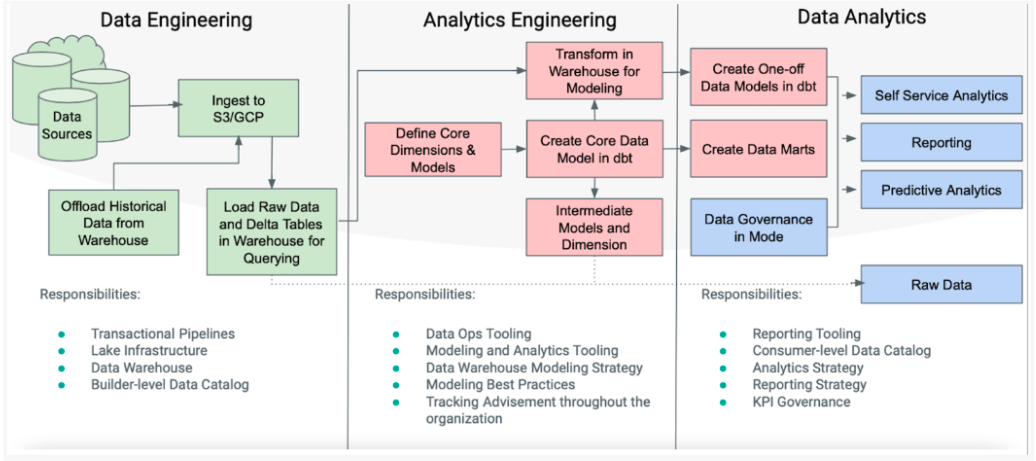 Data Engineering
Analytics Engineering
Data Analytics
Data
Sources
Ingest to
S3/GCP
Offload Historical
Data from
Warehouse
Load Raw Data
and Delta Tables
in Warehouse for
Querying
Define Core
Dimensions &
Models
Transform in
Warehouse for
Modeling
Create Core Data
Model in dbt
Intermediate
Models and
Dimension
Create One-off
Data Models in dbt
Create Data Marts
Data Governance
in Mode
Self Service Analytics
Reporting
Predictive Analytics
Raw Data
Responsibilities:
Transactional Pipelines
Lake Infrastructure
Data Warehouse
Builder-level Data Catalog
Responsibilities:
Data Ops Tooling
Modeling and Analytics Tooling
Data Warehouse Modeling Strategy
Modeling Best Practices
Tracking Advisement throughout the
organization
Responsibilities:
Reporting Tooling
Consumer-level Data Catalog
Analytics Strategy
Reporting Strategy
KPI Governance